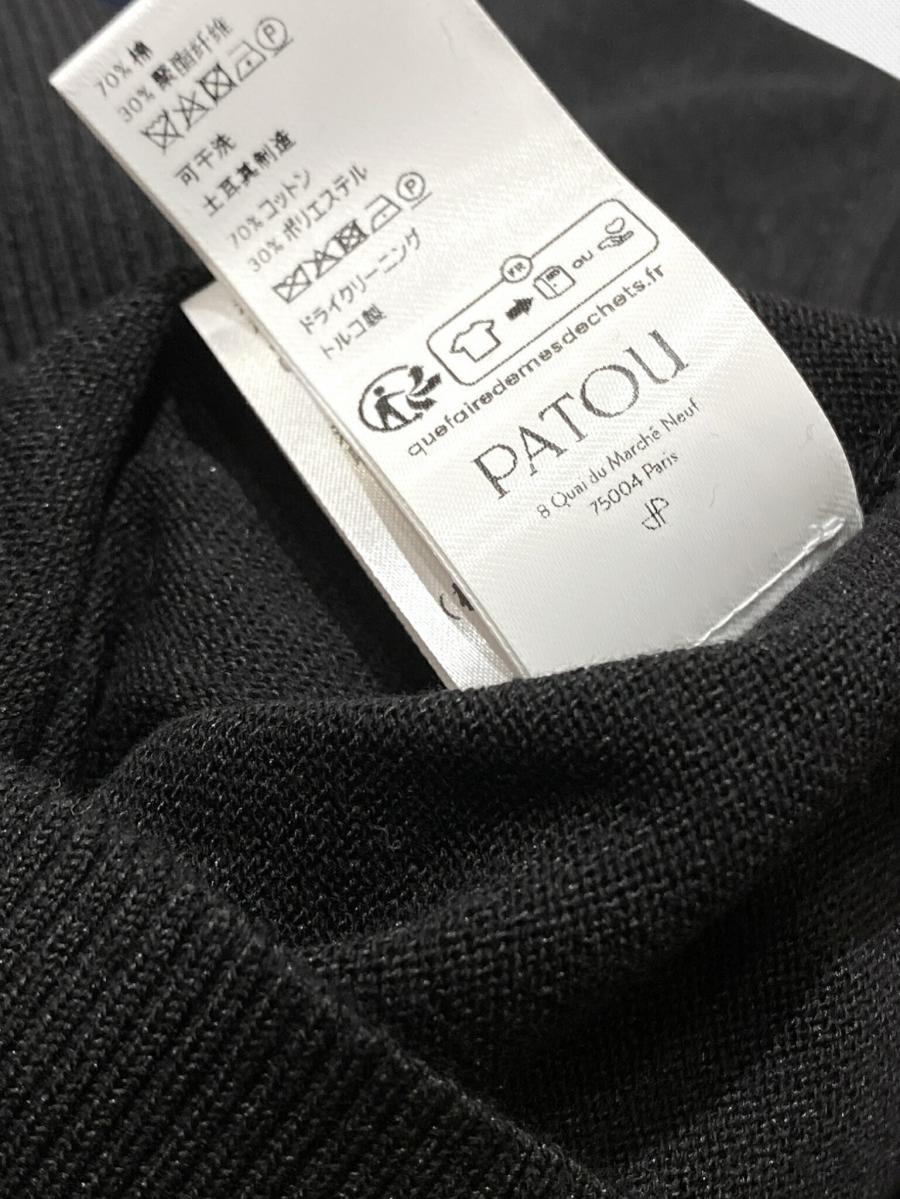 70% 棉
30% 聚酯纤维
P
可干洗
土耳其制造
70% コットン
30% ポリエステル
P
ドライクリーニング
トルコ製
FR
OU
quefairedemesdechets.fr
PATOU
8 Quai du Marché Neuf
75004 Paris
JP